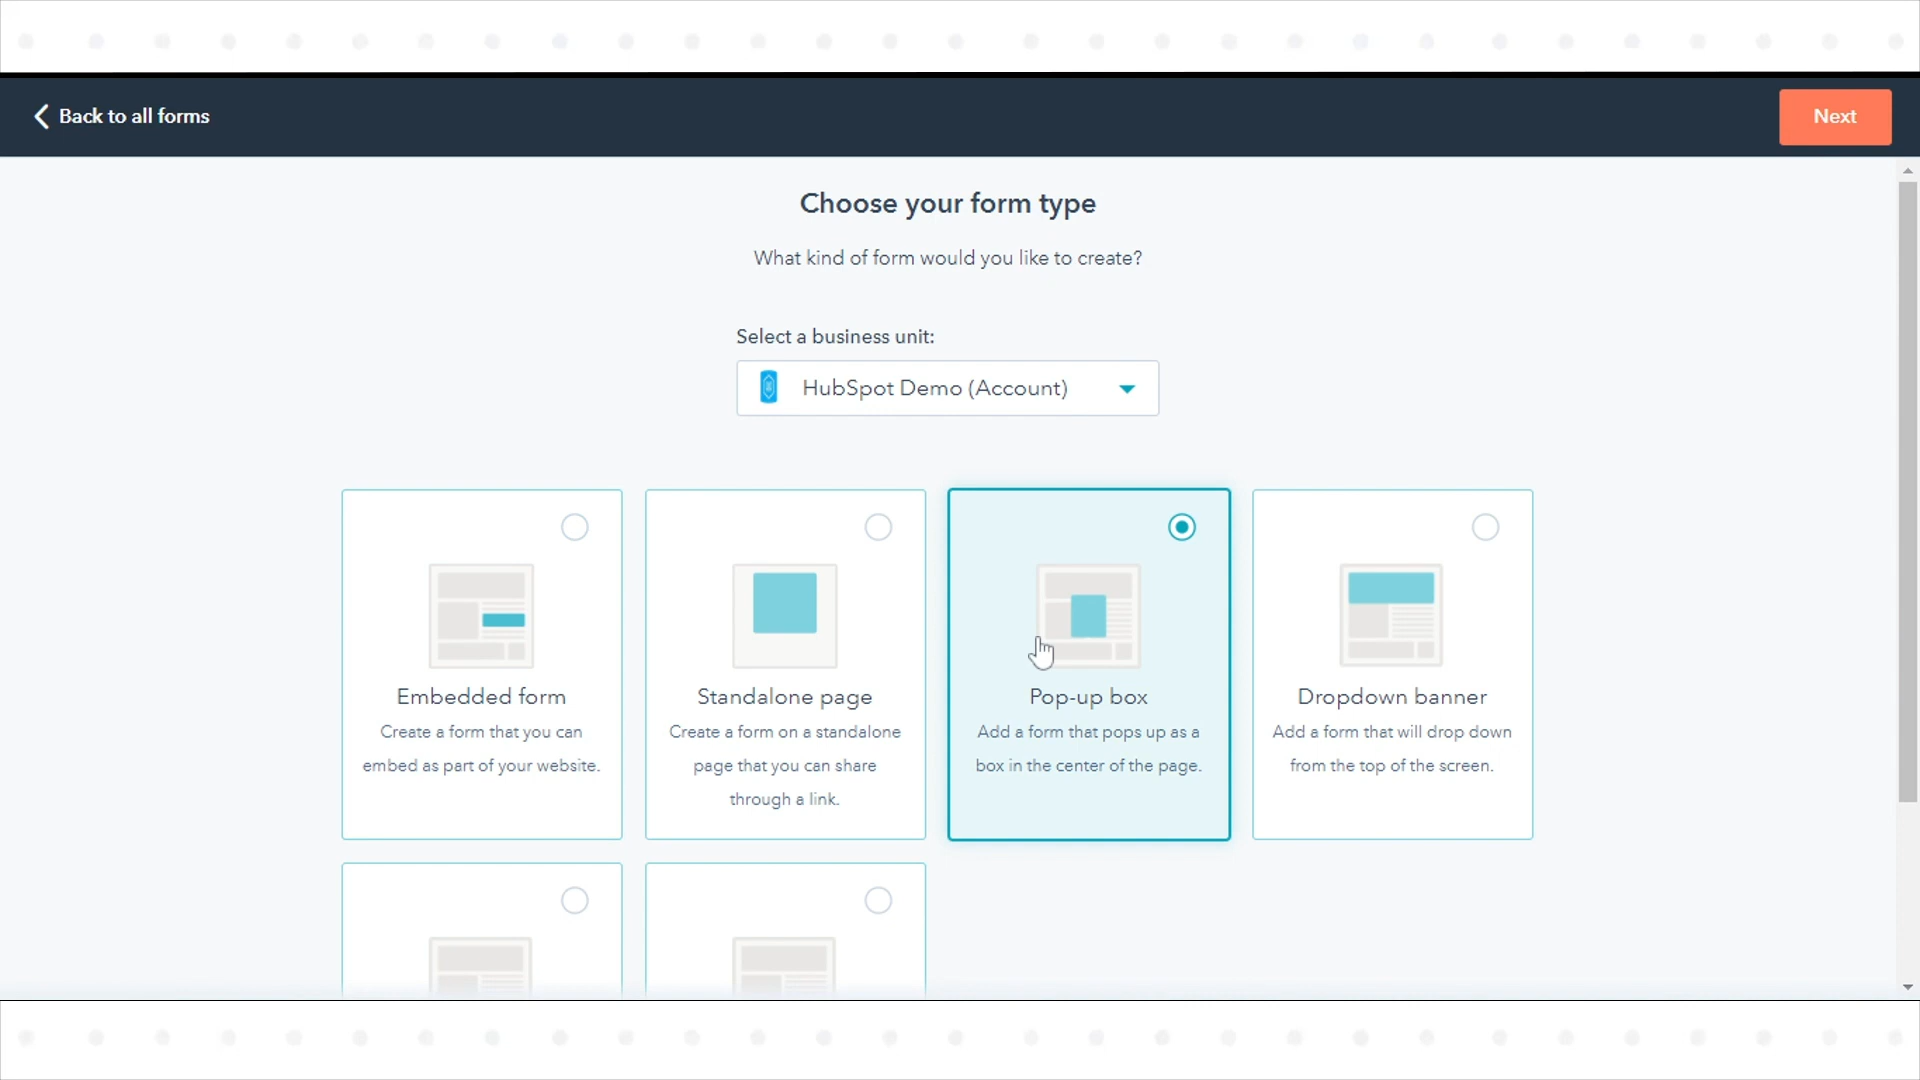 Back to all forms
Next
Choose your form type
What kind of form would you like to create?
Select a business unit:
HubSpot Demo (Account)
Embedded form
Create a form that you can
embed as part of your website.
Standalone page
Create a form on a standalone
page that you can share
through a link.
Pop-up box
Add a form that pops up as a
box in the center of the page.
Dropdown banner
Add a form that will drop down
from the top of the screen.